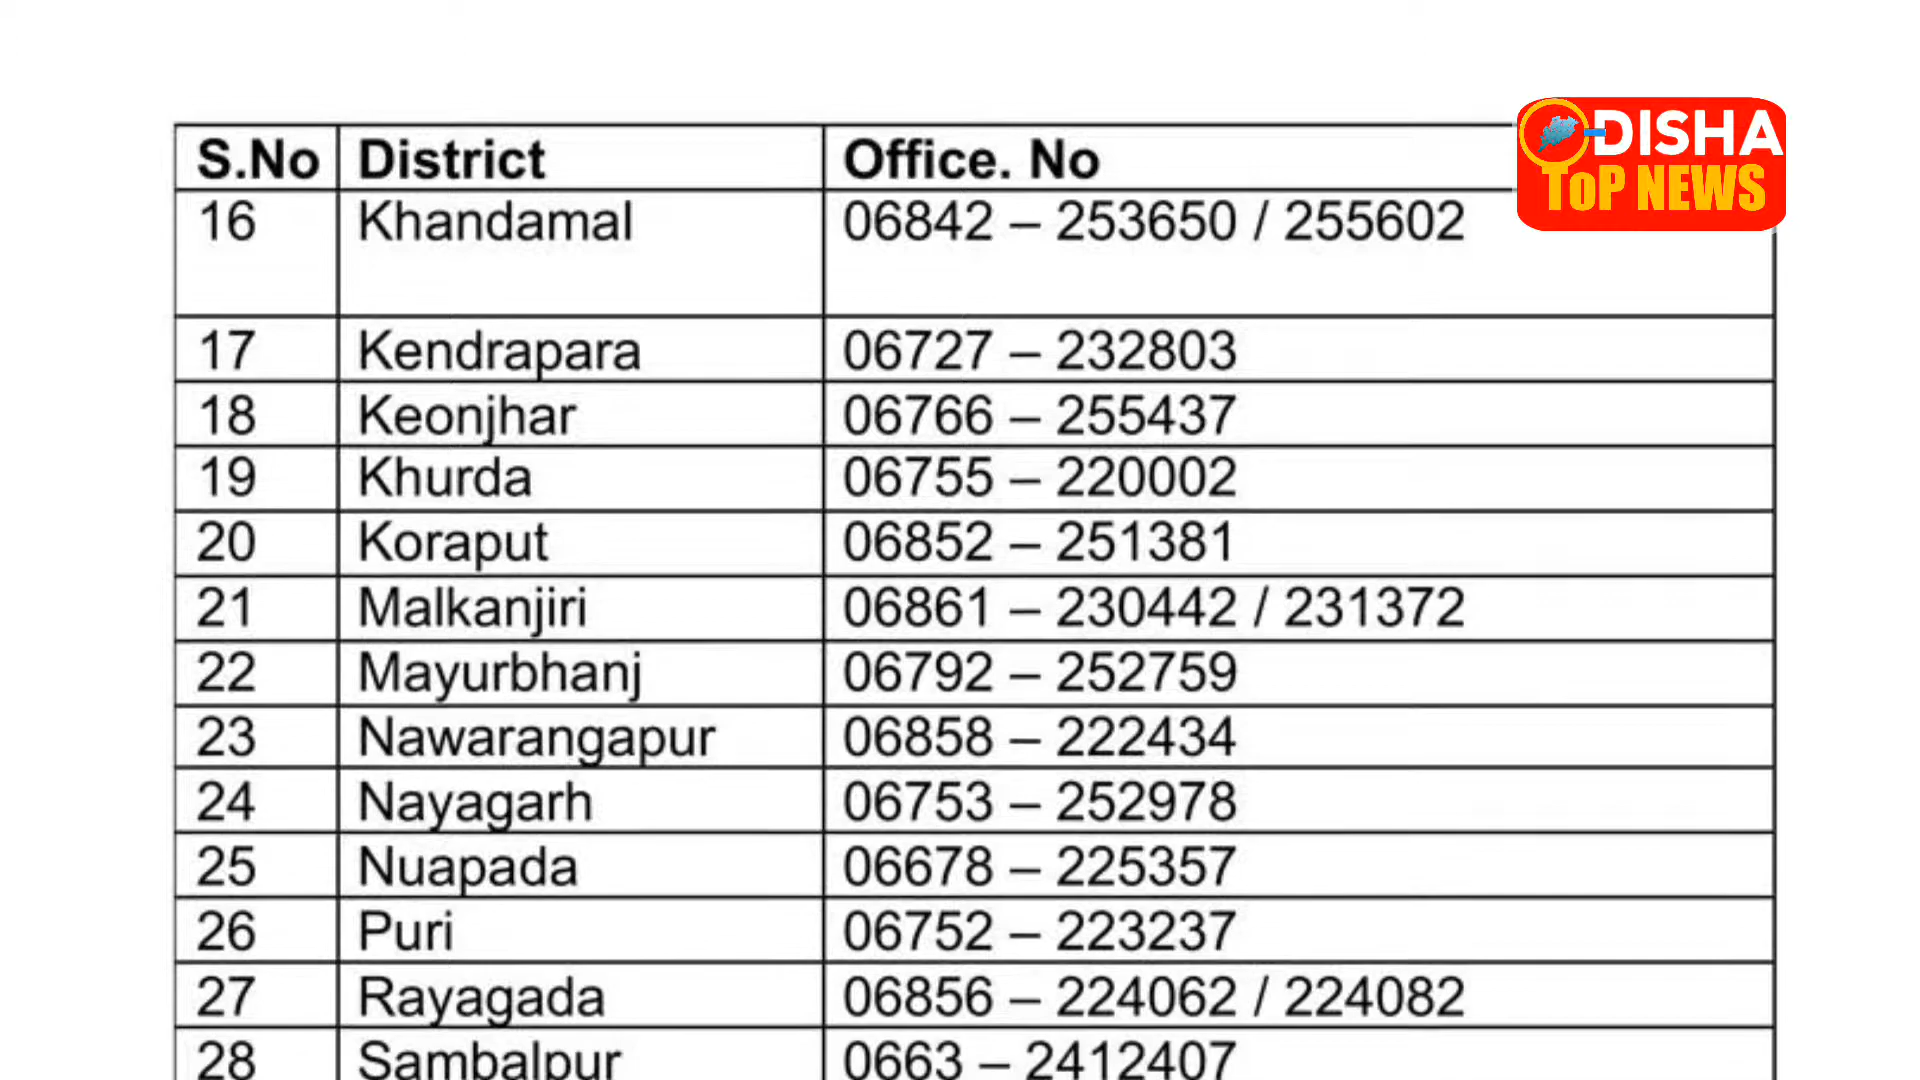 S.No District Office. No
16 Khandamal 06842 – 253650 / 255602
17 Kendrapara 06727 – 232803
18 Keonjhar 06766 – 255437
19 Khurda 06755 – 220002
20 Koraput 06852 – 251381
21 Malkanjiri 06861 – 230442 / 231372
22 Mayurbhanj 06792 – 252759
23 Nawarangapur 06858 – 222434
24 Nayagarh 06753 – 252978
25 Nuapada 06678 – 225357
26 Puri 06752 – 223237
27 Rayagada 06856 – 224062 / 224082
28 Sambalpur 0663 – 2412407
ODISHA
ToP NEWS